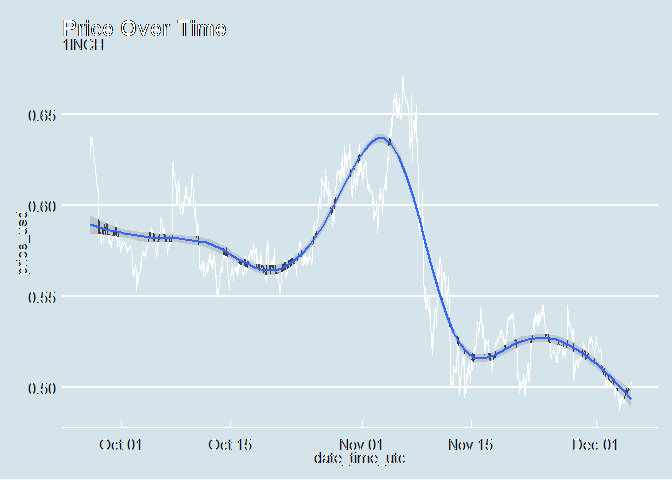 Price Over Time
1INCH
0.65
0.60
0.55
0.50
price_usd
Oct 01
Oct 15
Nov 01
Nov 15
Dec 01
date_time_utc